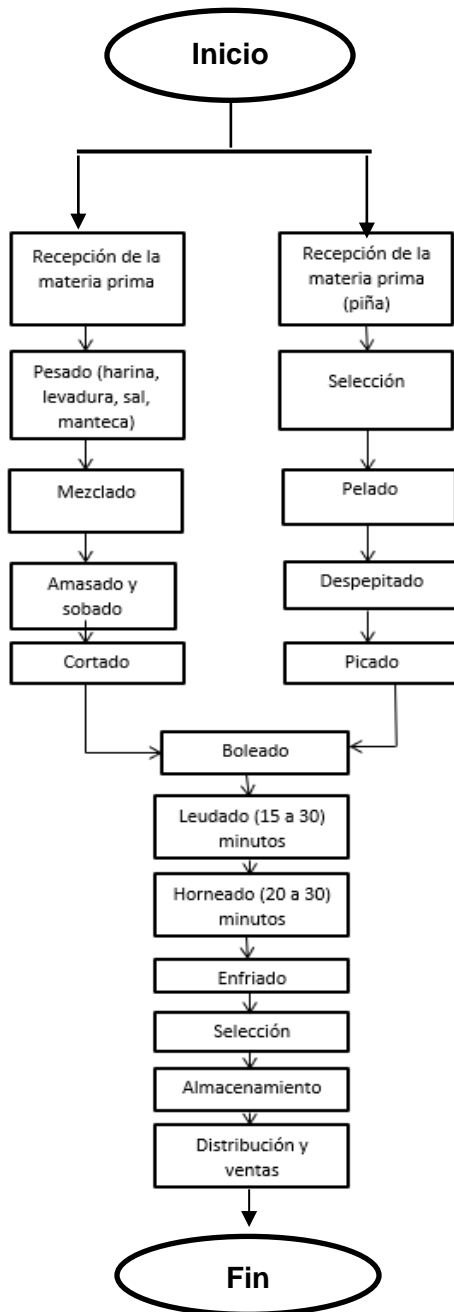 Inicio
Recepción de la
materia prima
Pesado (harina,
levadura, sal,
manteca)
Mezclado
Amasado y
sobado
Cortado
Recepción de la
materia prima
(piña)
Selección
Pelado
Despepitado
Picado
Boleado
Leudado (15 a 30)
minutos
Horneado (20 a 30)
minutos
Enfriado
Selección
Almacenamiento
Distribución y
ventas
Fin